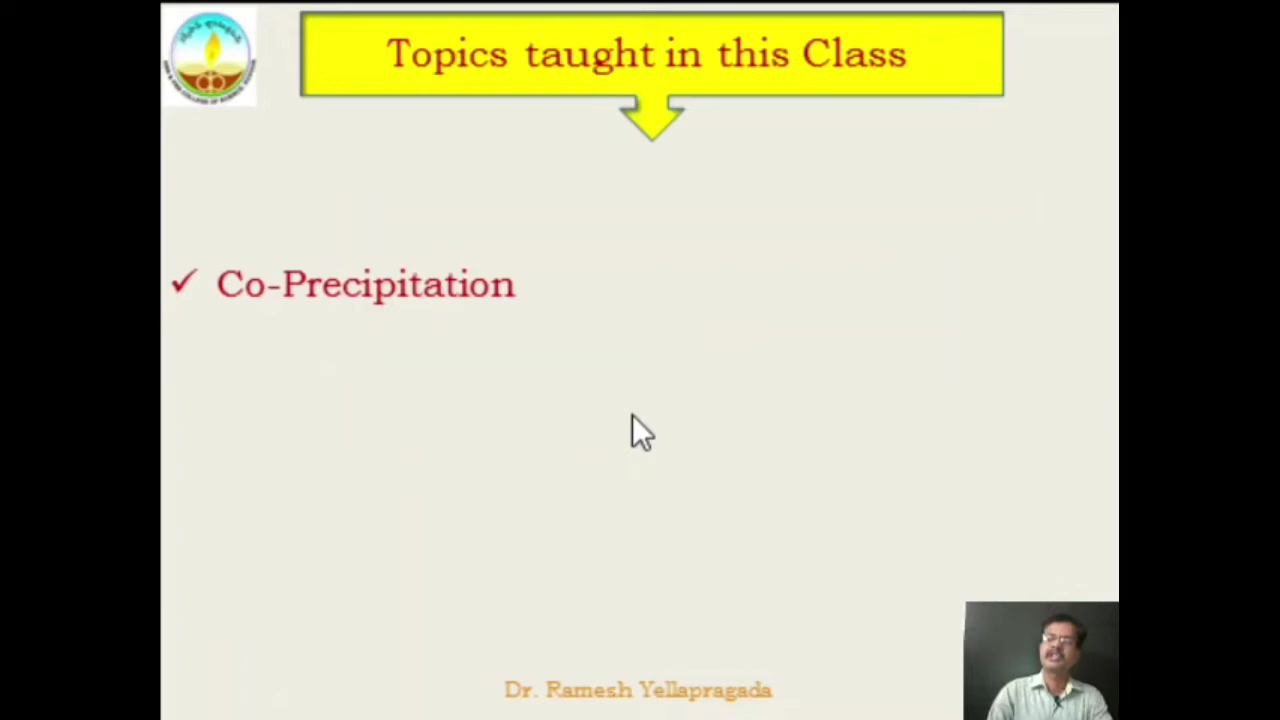 Topics taught in this Class
✓ Co-Precipitation
Dr. Ramesh Yellapragada